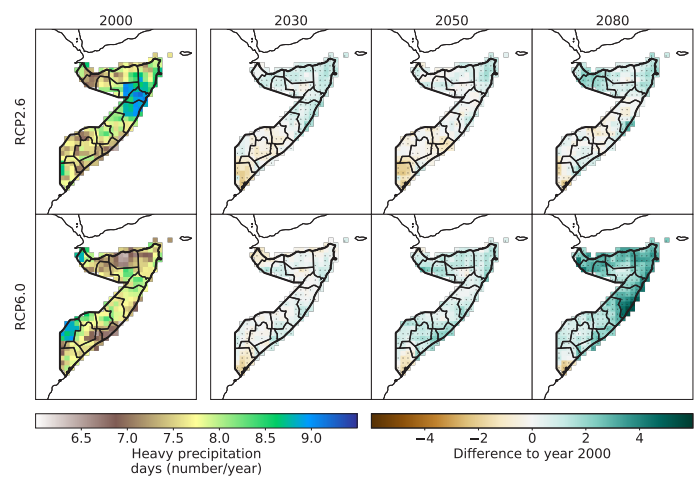 2000 2030 2050 2080
RCP2.6
RCP6.0
6.5 7.0 7.5 8.0 8.5 9.0 −4 −2 0 2 4
Heavy precipitation Difference to year 2000
days (number/year)